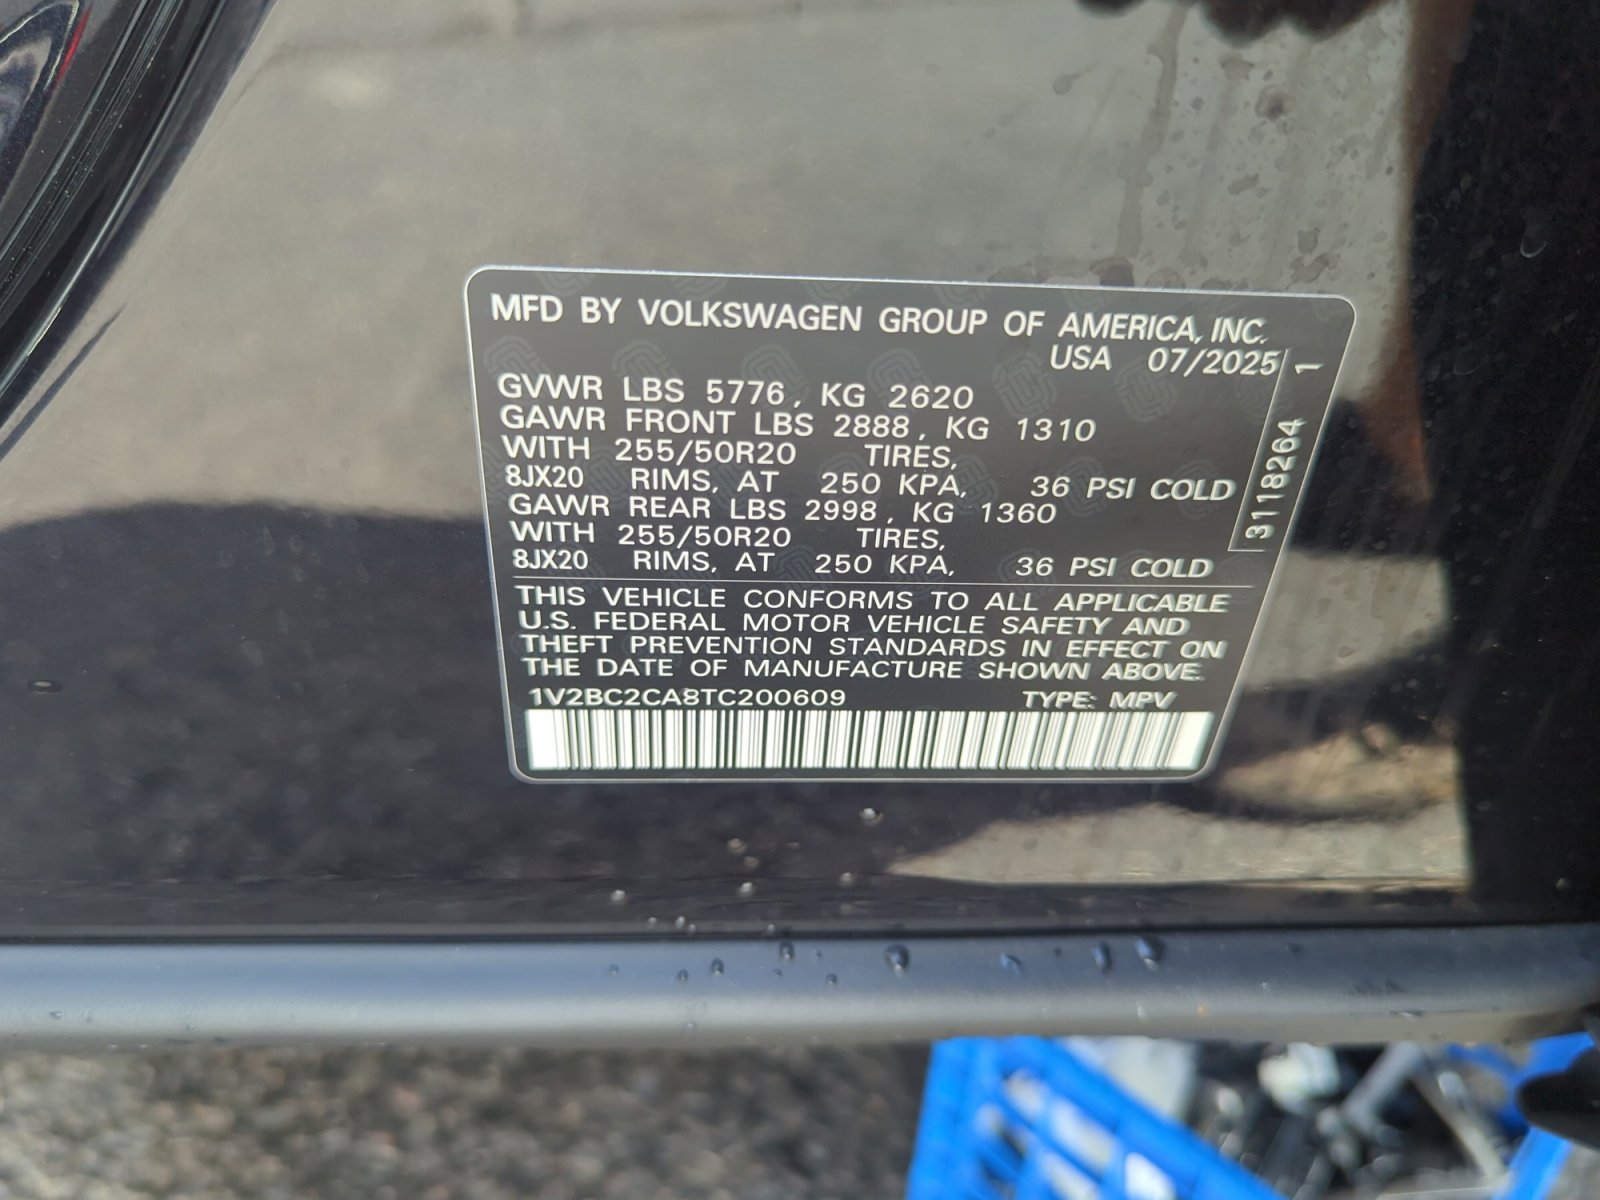 MFD BY VOLKSWAGEN GROUP OF AMERICA, INC.
USA 07/2025
GVWR LBS 5776, KG 2620
GAWR FRONT LBS 2888, KG 1310
WITH 255/50R20 TIRES,
8JX20 RIMS, AT 250 KPA, 36 PSI COLD
GAWR REAR LBS 2998, KG 1360
WITH 255/50R20 TIRES,
8JX20 RIMS, AT 250 KPA, 36 PSI COLD
THIS VEHICLE CONFORMS TO ALL APPLICABLE
U.S. FEDERAL MOTOR VEHICLE SAFETY AND
THEFT PREVENTION STANDARDS IN EFFECT ON
THE DATE OF MANUFACTURE SHOWN ABOVE.
1V2BC2CA8TC200609 TYPE: MPV
3118264 1